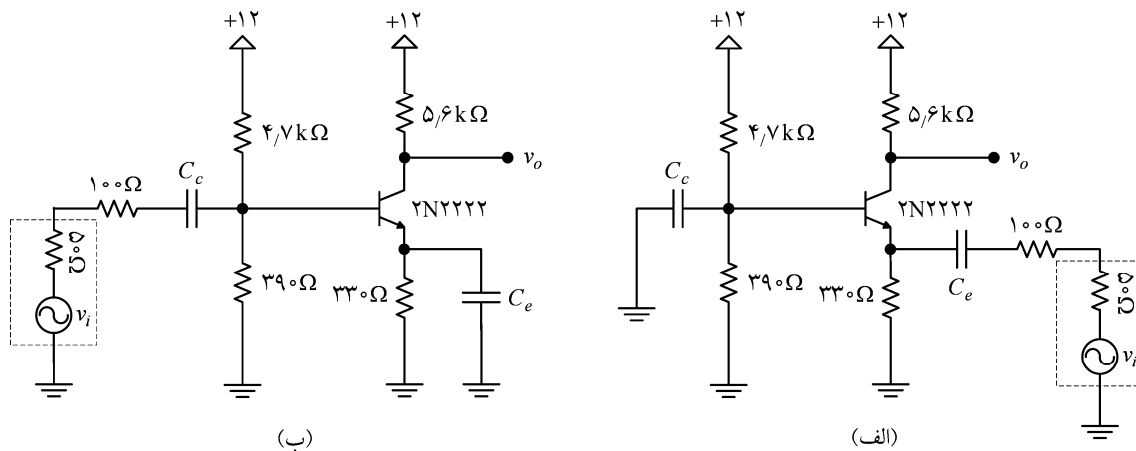 +۱۲
+۱۲
۴٫۷kΩ
۵٫۶kΩ
v_o
C_c
۱۰۰Ω
۲N۲۲۲۲
۵۰Ω
۳۹۰Ω
۳۳۰Ω
C_e
v_i
(ب)
+۱۲
+۱۲
۴٫۷kΩ
۵٫۶kΩ
v_o
C_c
۲N۲۲۲۲
۱۰۰Ω
۳۹۰Ω
۳۳۰Ω
C_e
۵۰Ω
v_i
(الف)